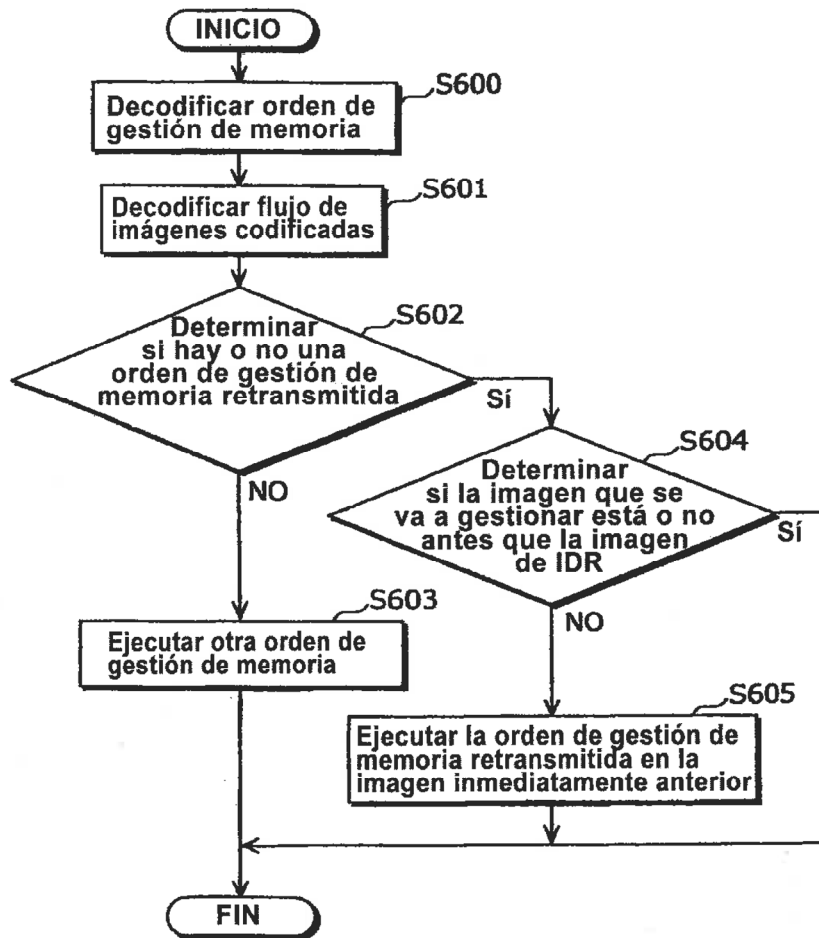 INICIO
S600
Decodificar orden de
gestión de memoria
S601
Decodificar flujo de
imágenes codificadas
S602
Determinar
si hay o no una
orden de gestión de
memoria retransmitida
Sí
NO
S604
Determinar
si la imagen que se
va a gestionar está o no
antes que la imagen
de IDR
Sí
NO
S603
Ejecutar otra orden de
gestión de memoria
S605
Ejecutar la orden de gestión de
memoria retransmitida en la
imagen inmediatamente anterior
FIN